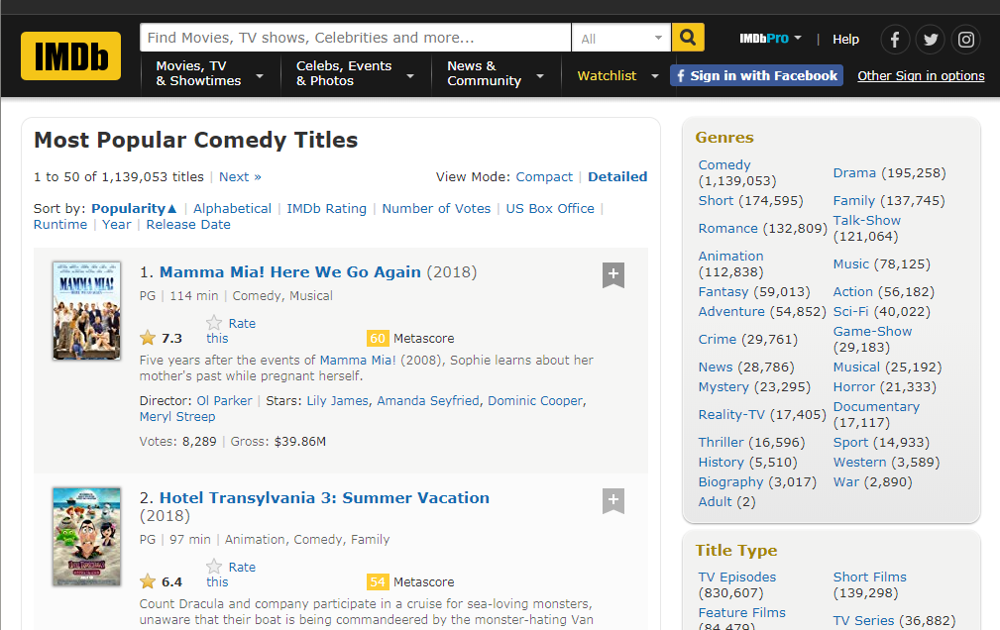 IMDb
Find Movies, TV shows, Celebrities and more...
All
IMDbPro
|
Help
Movies, TV
& Showtimes
Celebs, Events
& Photos
News &
Community
Watchlist
f Sign in with Facebook
Other Sign in options
Most Popular Comedy Titles
1 to 50 of 1,139,053 titles | Next »
View Mode: Compact | Detailed
Sort by: Popularity▲ | Alphabetical | IMDb Rating | Number of Votes | US Box Office |
Runtime | Year | Release Date
MAMMA MIA!
1. Mamma Mia! Here We Go Again (2018)
PG | 114 min | Comedy, Musical
7.3
Rate
this
60 Metascore
Five years after the events of Mamma Mia! (2008), Sophie learns about her
mother's past while pregnant herself.
Director: Ol Parker | Stars: Lily James, Amanda Seyfried, Dominic Cooper,
Meryl Streep
Votes: 8,289 | Gross: $39.86M
2. Hotel Transylvania 3: Summer Vacation
(2018)
PG | 97 min | Animation, Comedy, Family
6.4
Rate
this
54 Metascore
Count Dracula and company participate in a cruise for sea-loving monsters,
unaware that their boat is being commandeered by the monster-hating Van
Genres
Comedy
(1,139,053)
Drama (195,258)
Short (174,595)
Family (137,745)
Romance (132,809)
Talk-Show
(121,064)
Animation
(112,838)
Music (78,125)
Fantasy (59,013)
Action (56,182)
Adventure (54,852)
Sci-Fi (40,022)
Crime (29,761)
Game-Show
(29,183)
News (28,786)
Musical (25,192)
Mystery (23,295)
Horror (21,333)
Reality-TV (17,405)
Documentary
(17,117)
Thriller (16,596)
Sport (14,933)
History (5,510)
Western (3,589)
Biography (3,017)
War (2,890)
Adult (2)
Title Type
TV Episodes
(830,607)
Short Films
(139,298)
Feature Films
(84,479)
TV Series (36,882)